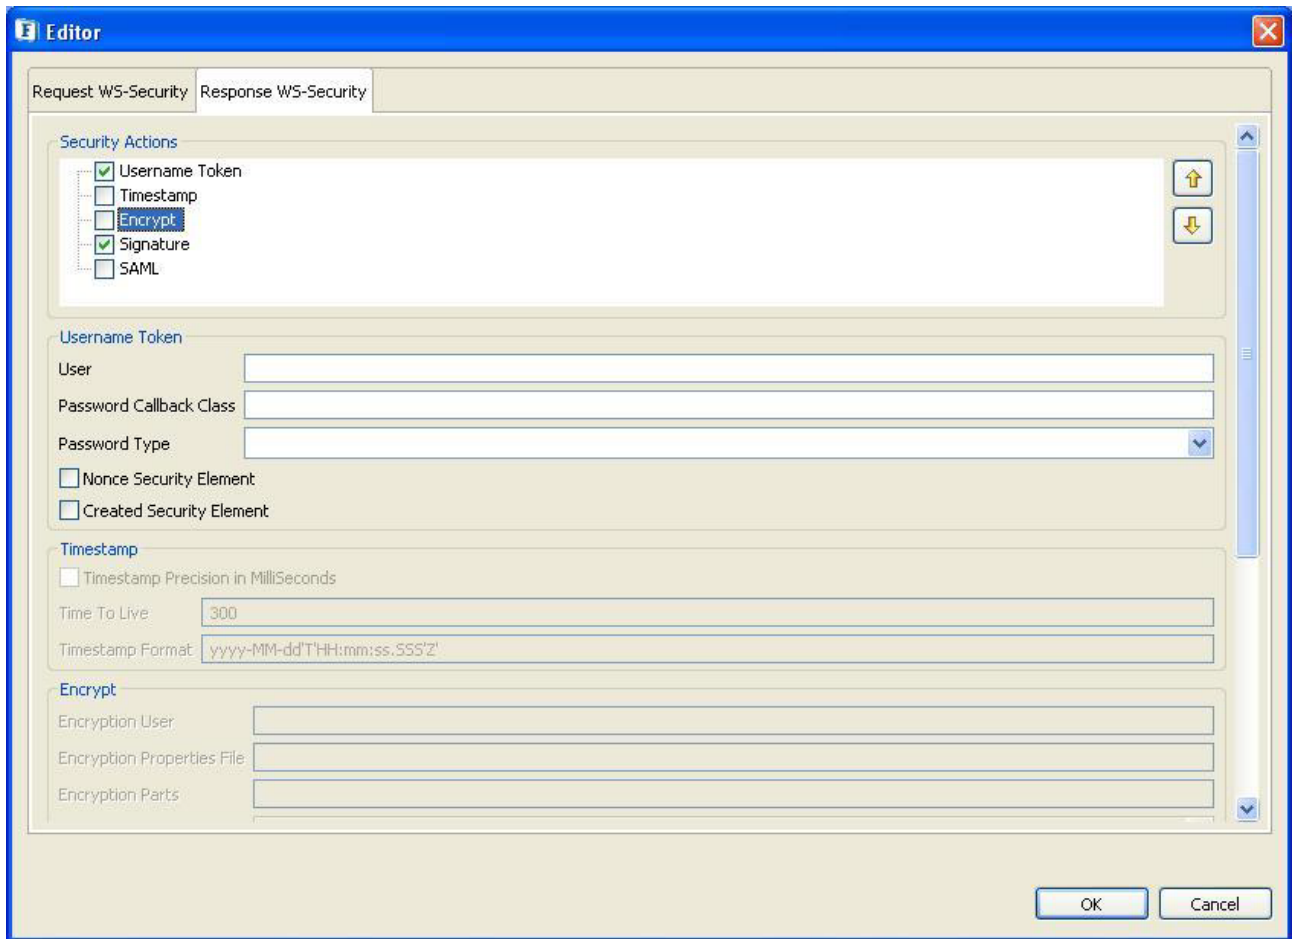 Editor
Request WS-Security Response WS-Security
Security Actions
Username Token
Timestamp
Encrypt
Signature
SAML
Username Token
User
Password Callback Class
Password Type
Nonce Security Element
Created Security Element
Timestamp
Timestamp Precision in MilliSeconds
Time To Live 300
Timestamp Format yyyy-MM-dd'T'HH:mm:ss.SSS'Z'
Encrypt
Encryption User
Encryption Properties File
Encryption Parts
OK Cancel